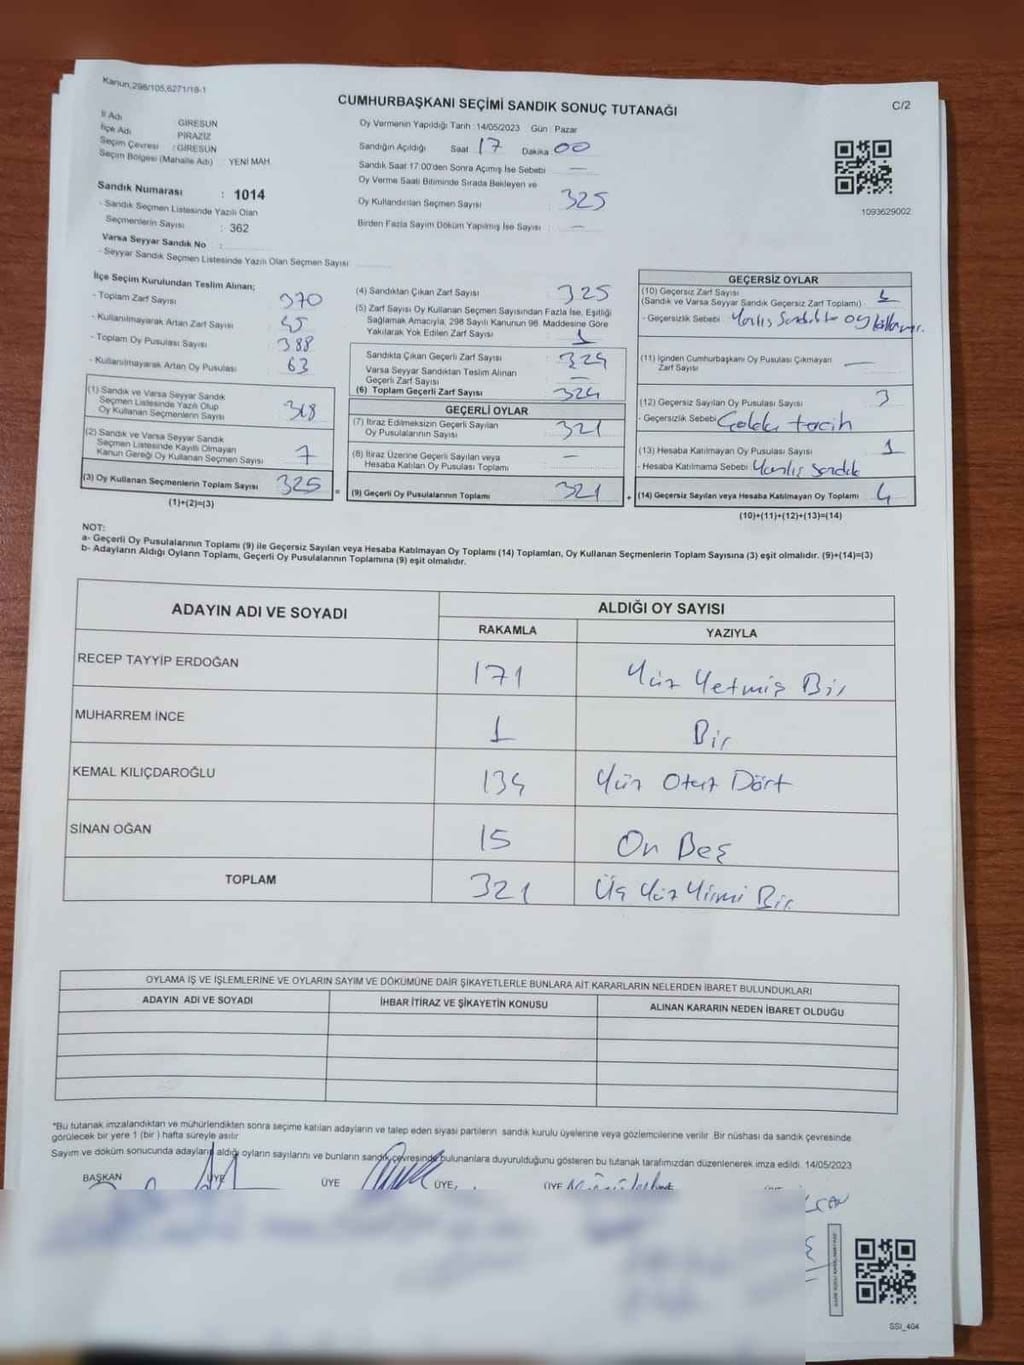 Kanun,298/105,6271/18-1
CUMHURBAŞKANI SEÇİMİ SANDIK SONUÇ TUTANAĞI
C/2
İl Adı GİRESUN
İlçe Adı PİRAZİZ
Seçim Çevresi : GİRESUN
Seçim Bölgesi (Mahalle Adı) YENİ MAH
Sandık Numarası : 1014
- Sandık Seçmen Listesinde Yazılı Olan
Seçmenlerin Sayısı : 362
Varsa Seyyar Sandık No :
- Seyyar Sandık Seçmen Listesinde Yazılı Olan Seçmen Sayısı
Oy Vermenin Yapıldığı Tarih : 14/05/2023 Gün Pazar
Sandığın Açıldığı Saat 17 Dakika 00
Sandık Saat 17:00'den Sonra Açımış İse Sebebi —
Oy Verme Saati Bitiminde Sırada Bekleyen ve
Oy Kullandırılan Seçmen Sayısı 325
Birden Fazla Sayım Döküm Yapılmış İse Sayısı —
1093629002
İlçe Seçim Kurulundan Teslim Alınan;
- Toplam Zarf Sayısı 370
- Kullanılmayarak Artan Zarf Sayısı 45
- Toplam Oy Pusulası Sayısı 388
- Kullanılmayarak Artan Oy Pusulası 63
(1) Sandık ve Varsa Seyyar Sandık
Seçmen Listesinde Yazılı Olup
Oy Kullanan Seçmenlerin Sayısı 318
(2) Sandık ve Varsa Seyyar Sandık
Seçmen Listesinde Kayıtlı Olmayan
Kanun Gereği Oy Kullanan Seçmen Sayısı 7
(3) Oy Kullanan Seçmenlerin Toplam Sayısı 325
(1)+(2)=(3)
=
(4) Sandıktan Çıkan Zarf Sayısı 325
(5) Zarf Sayısı Oy Kullanan Seçmen Sayısından Fazla İse, Eşitliği
Sağlamak Amacıyla, 298 Sayılı Kanunun 98. Maddesine Göre
Yakılarak Yok Edilen Zarf Sayısı 1
Sandıkta Çıkan Geçerli Zarf Sayısı 324
Varsa Seyyar Sandıktan Teslim Alınan
Geçerli Zarf Sayısı —
(6) Toplam Geçerli Zarf Sayısı 324
GEÇERLİ OYLAR
(7) İtiraz Edilmeksizin Geçerli Sayılan
Oy Pusulalarının Sayısı 321
(8) İtiraz Üzerine Geçerli Sayılan veya
Hesaba Katılan Oy Pusulası Toplamı —
(9) Geçerli Oy Pusulalarının Toplamı 321
+
GEÇERSİZ OYLAR
(10) Geçersiz Zarf Sayısı
(Sandık ve Varsa Seyyar Sandık Geçersiz Zarf Toplamı)
- Geçersizlik Sebebi Yanlış Sandıkta oy
(11) İçinden Cumhurbaşkanı Oy Pusulası Çıkmayan
Zarf Sayısı —
(12) Geçersiz Sayılan Oy Pusulası Sayısı 3
- Geçersizlik Sebebi
(13) Hesaba Katılmayan Oy Pusulası Sayısı 1
- Hesaba Katılmama Sebebi Yanlış Sandık
(14) Geçersiz Sayılan veya Hesaba Katılmayan Oy Toplamı 4
(10)+(11)+(12)+(13)=(14)
NOT:
a- Geçerli Oy Pusulalarının Toplamı (9) ile Geçersiz Sayılan veya Hesaba Katılmayan Oy Toplamı (14) Toplamları, Oy Kullanan Seçmenlerin Toplam Sayısına (3) eşit olmalıdır. (9)+(14)=(3)
b- Adayların Aldığı Oyların Toplamı, Geçerli Oy Pusulalarının Toplamına (9) eşit olmalıdır.
ADAYIN ADI VE SOYADI
ALDIĞI OY SAYISI
RAKAMLA YAZIYLA
RECEP TAYYİP ERDOĞAN 171 Yüz Yetmiş Bir
MUHARREM İNCE 1 Bir
KEMAL KILIÇDAROĞLU 134 Yüz Otuz Dört
SİNAN OĞAN 15 On Beş
TOPLAM 321 Üç Yüz Yirmi Bir
OYLAMA İŞ VE İŞLEMLERİNE VE OYLARIN SAYIM VE DÖKÜMÜNE DAİR ŞİKAYETLERLE BUNLARA AİT KARARLARIN NELERDEN İBARET BULUNDUKLARI
ADAYIN ADI VE SOYADI İHBAR İTİRAZ VE ŞİKAYETİN KONUSU ALINAN KARARIN NEDEN İBARET OLDUĞU
*Bu tutanak imzalandıktan ve mühürlendikten sonra seçime katılan adayların ve talep eden siyasi partilerin sandık kurulu üyelerine veya gözlemcilerine verilir. Bir nüshası da sandık çevresinde
görülecek bir yere 1 (bir) hafta süreyle asılır
Sayım ve döküm sonucunda adayların aldığı oyların sayılarını ve bunların sandık çevresinde bulunanlara duyurulduğunu gösteren bu tutanak tarafımızdan düzenlenerek imza edildi. 14/05/2023
BAŞKAN ÜYE ÜYE ÜYE ÜYE
SSI_404